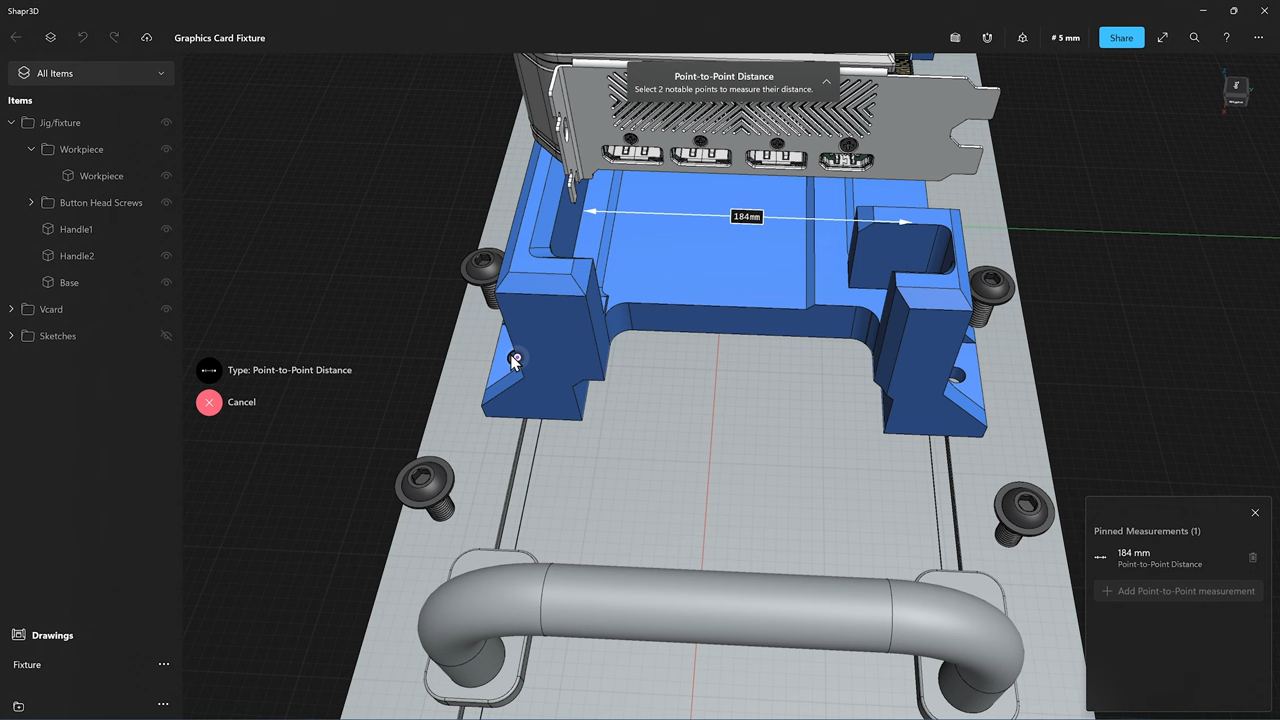 Shapr3D
Graphics Card Fixture
# 5 mm
Share
All Items
Items
Jig/fixture
Workpiece
Workpiece
Button Head Screws
Handle1
Handle2
Base
Vcard
Sketches
Point-to-Point Distance
Select 2 notable points to measure their distance.
184mm
Type: Point-to-Point Distance
Cancel
Pinned Measurements (1)
184 mm
Point-to-Point Distance
Add Point-to-Point measurement
Drawings
Fixture